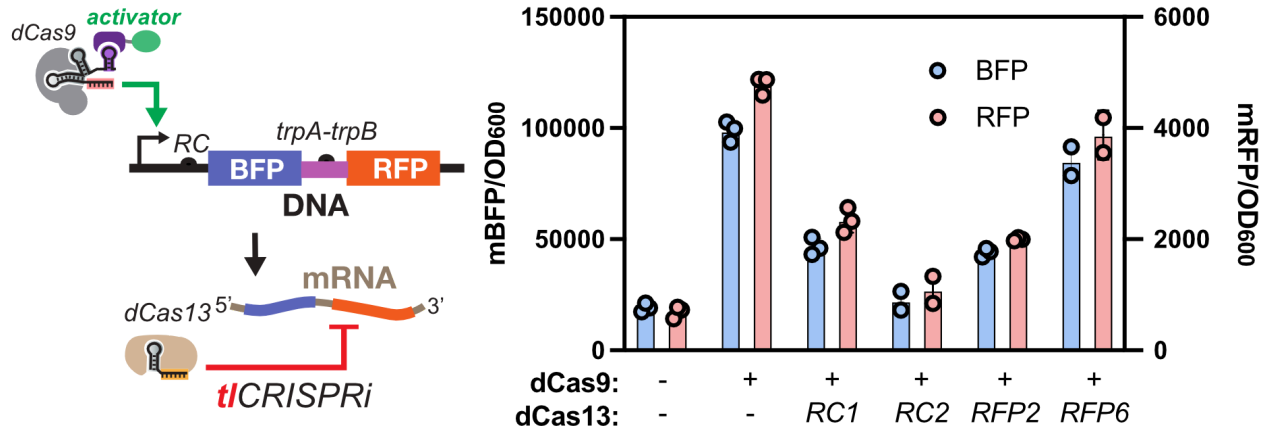 activator
dCas9
RC
trpA-trpB
BFP
RFP
DNA
mRNA
dCas13
5’
3’
tlCRISPRi
150000
100000
50000
0
mBFP/OD600
6000
4000
2000
0
mRFP/OD600
BFP
RFP
dCas9: - + + + + +
dCas13: - - RC1 RC2 RFP2 RFP6